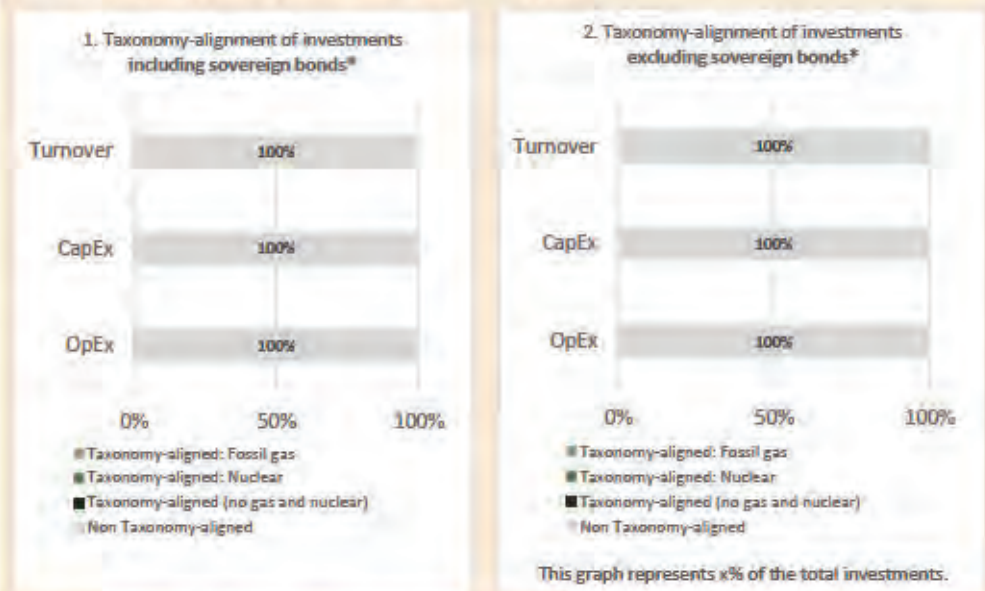 1. Taxonomy-alignment of investments
including sovereign bonds*
Turnover
100%
CapEx
100%
OpEx
100%
0% 50% 100%
Taxonomy-aligned: Fossil gas
Taxonomy-aligned: Nuclear
Taxonomy-aligned (no gas and nuclear)
Non Taxonomy-aligned
2. Taxonomy-alignment of investments
excluding sovereign bonds*
Turnover
100%
CapEx
100%
OpEx
100%
0% 50% 100%
Taxonomy-aligned: Fossil gas
Taxonomy-aligned: Nuclear
Taxonomy-aligned (no gas and nuclear)
Non Taxonomy-aligned
This graph represents x% of the total investments.